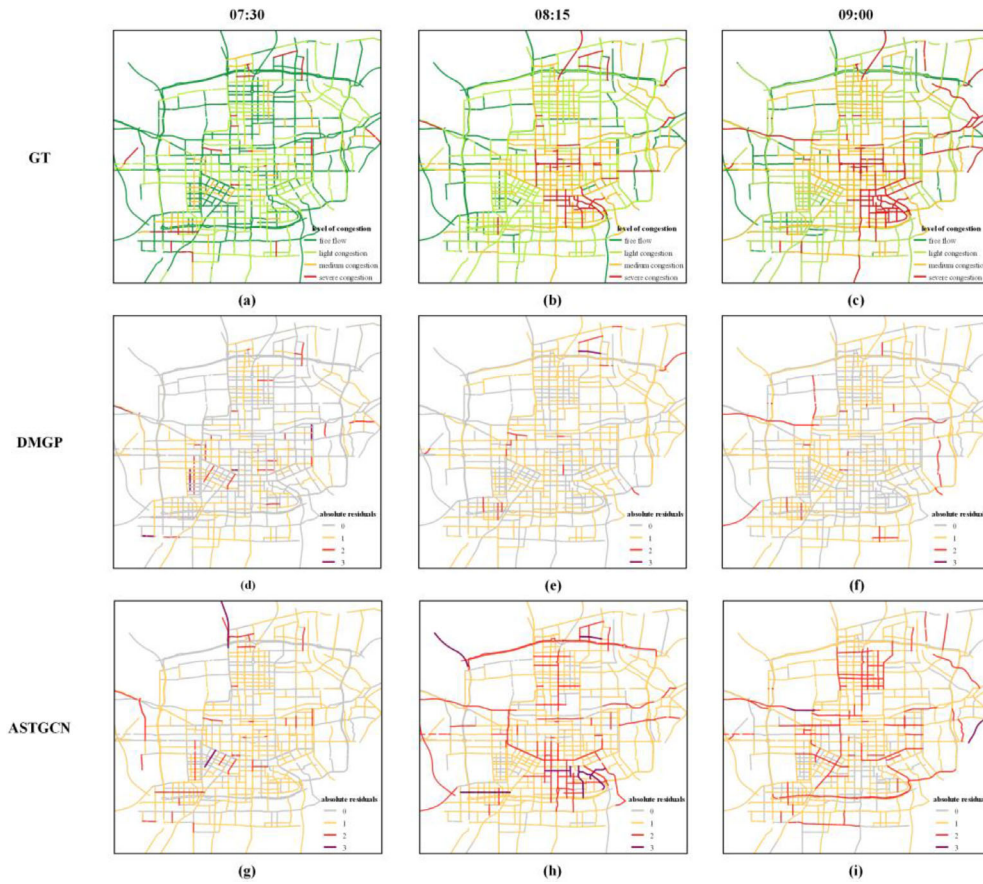 07:30 08:15 09:00
GT
level of congestion
free flow
light congestion
medium congestion
severe congestion
level of congestion
free flow
light congestion
medium congestion
severe congestion
level of congestion
free flow
light congestion
medium congestion
severe congestion
(a) (b) (c)
DMGP
absolute residuals
0
1
2
3
absolute residuals
0
1
2
3
absolute residuals
0
1
2
3
(d) (e) (f)
ASTGCN
absolute residuals
0
1
2
3
absolute residuals
0
1
2
3
absolute residuals
0
1
2
3
(g) (h) (i)